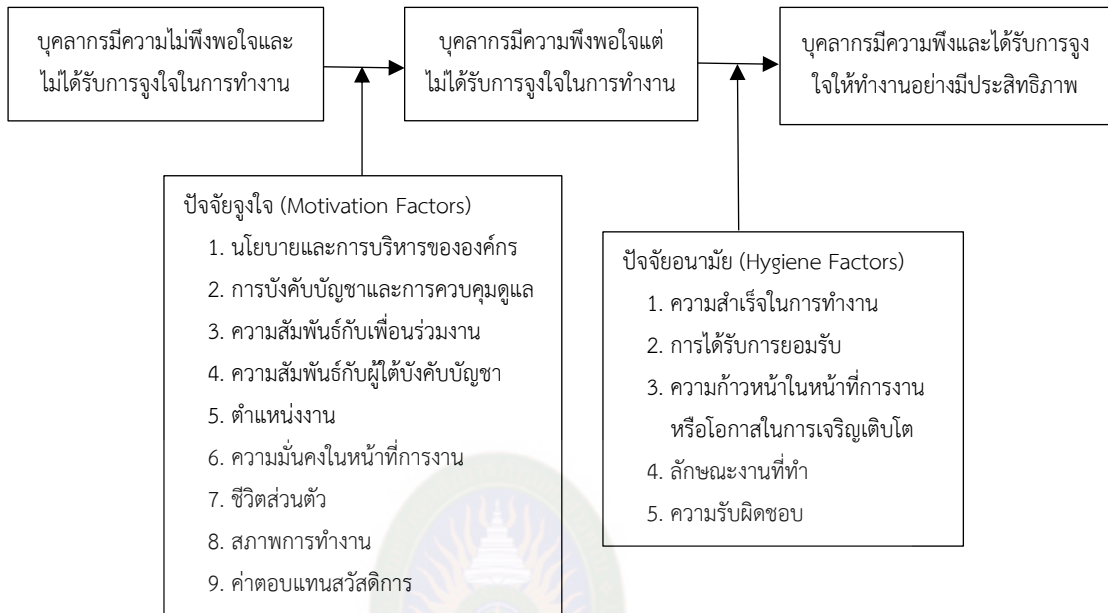 บุคลากรมีความไม่พึงพอใจและ
ไม่ได้รับการจูงใจในการทำงาน
บุคลากรมีความพึงพอใจแต่
ไม่ได้รับการจูงใจในการทำงาน
บุคลากรมีความพึงและได้รับการจูง
ใจให้ทำงานอย่างมีประสิทธิภาพ
ปัจจัยจูงใจ (Motivation Factors)
1. นโยบายและการบริหารขององค์กร
2. การบังคับบัญชาและการควบคุมดูแล
3. ความสัมพันธ์กับเพื่อนร่วมงาน
4. ความสัมพันธ์กับผู้ใต้บังคับบัญชา
5. ตำแหน่งงาน
6. ความมั่นคงในหน้าที่การงาน
7. ชีวิตส่วนตัว
8. สภาพการทำงาน
9. ค่าตอบแทนสวัสดิการ
ปัจจัยอนามัย (Hygiene Factors)
1. ความสำเร็จในการทำงาน
2. การได้รับการยอมรับ
3. ความก้าวหน้าในหน้าที่การงาน
หรือโอกาสในการเจริญเติบโต
4. ลักษณะงานที่ทำ
5. ความรับผิดชอบ